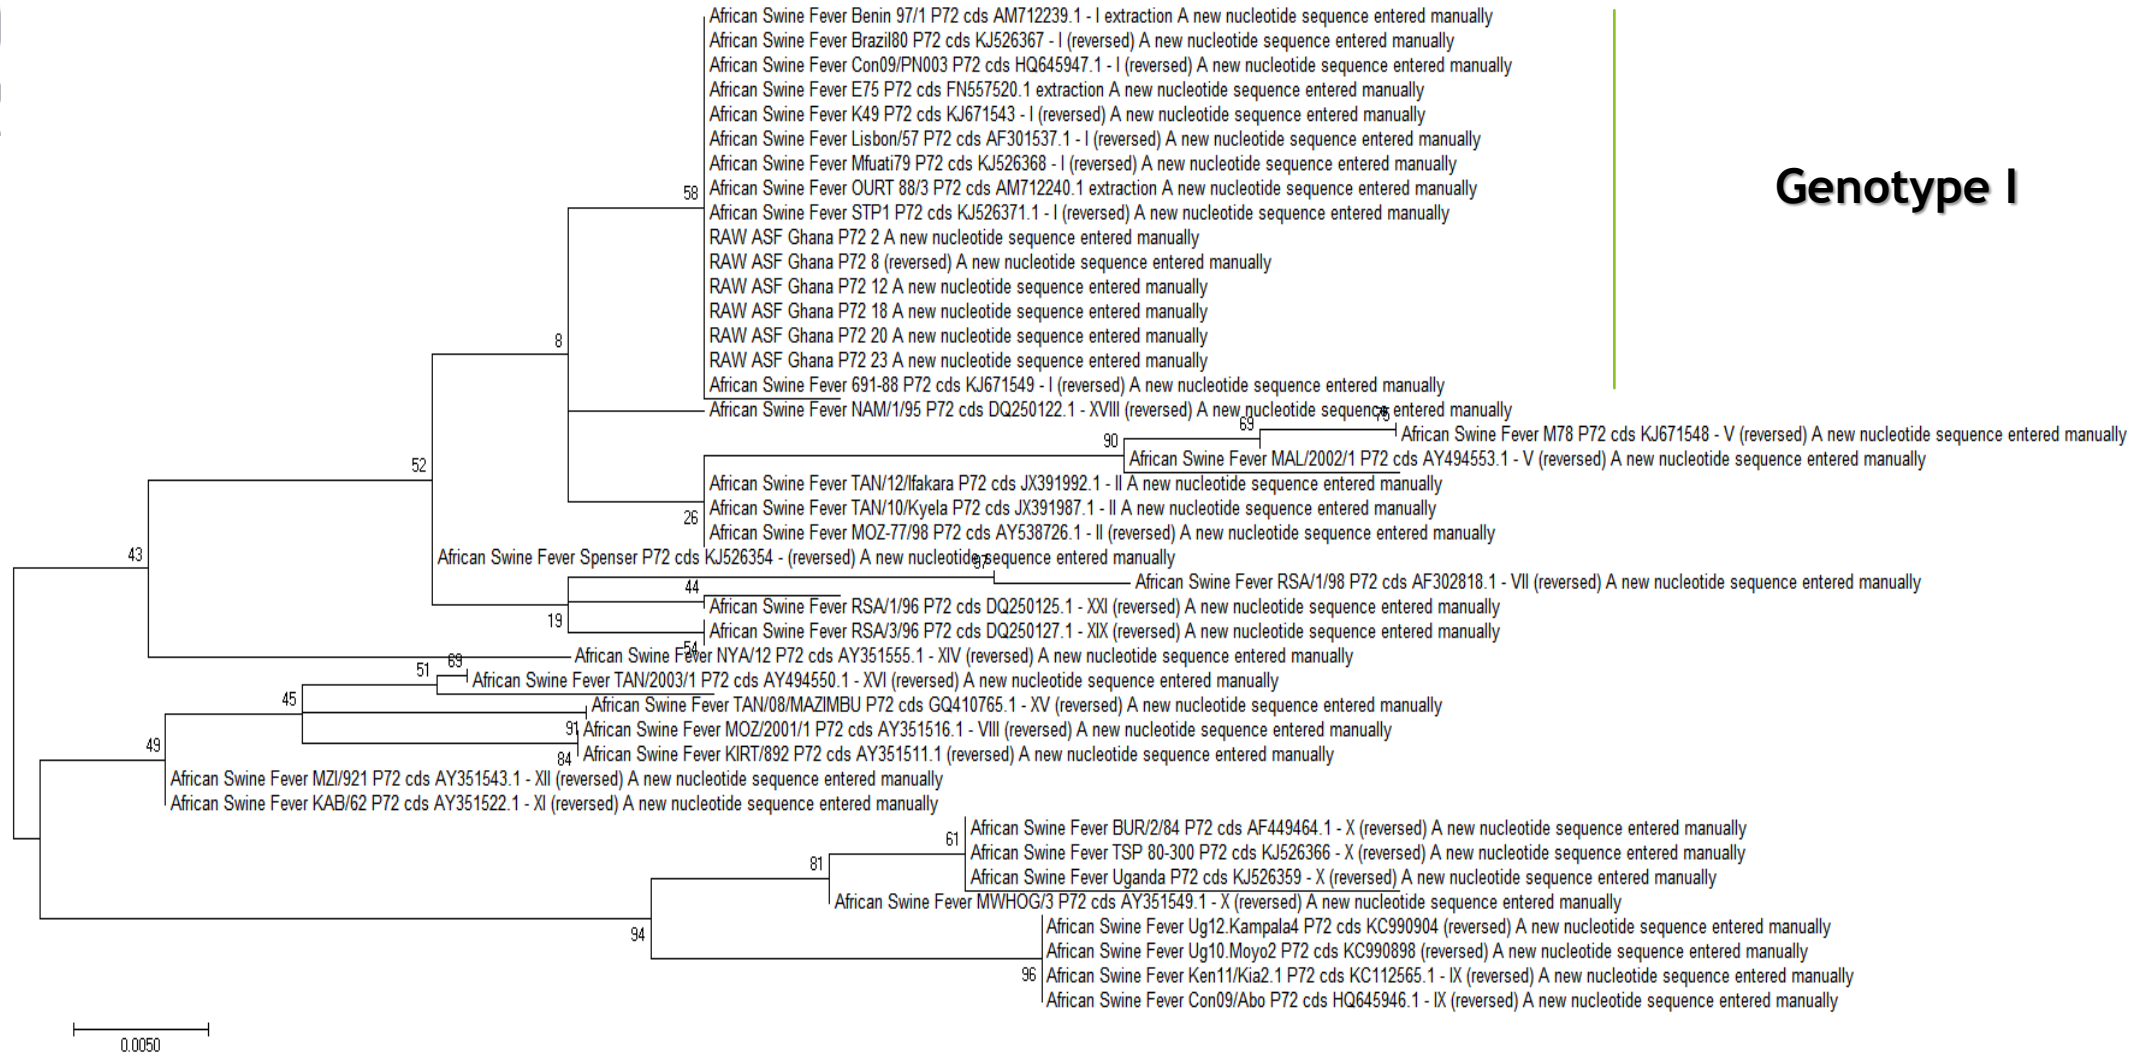 African Swine Fever Benin 97/1 P72 cds AM712239.1 - I extraction A new nucleotide sequence entered manually
African Swine Fever Brazil80 P72 cds KJ526367 - I (reversed) A new nucleotide sequence entered manually
African Swine Fever Con09/PN003 P72 cds HQ645947.1 - I (reversed) A new nucleotide sequence entered manually
African Swine Fever E75 P72 cds FN557520.1 extraction A new nucleotide sequence entered manually
African Swine Fever K49 P72 cds KJ671543 - I (reversed) A new nucleotide sequence entered manually
African Swine Fever Lisbon/57 P72 cds AF301537.1 - I (reversed) A new nucleotide sequence entered manually
African Swine Fever Mfuati79 P72 cds KJ526368 - I (reversed) A new nucleotide sequence entered manually
58
African Swine Fever OURT 88/3 P72 cds AM712240.1 extraction A new nucleotide sequence entered manually
Genotype I
African Swine Fever STP1 P72 cds KJ526371.1 - I (reversed) A new nucleotide sequence entered manually
RAW ASF Ghana P72 2 A new nucleotide sequence entered manually
RAW ASF Ghana P72 8 (reversed) A new nucleotide sequence entered manually
RAW ASF Ghana P72 12 A new nucleotide sequence entered manually
RAW ASF Ghana P72 18 A new nucleotide sequence entered manually
8
RAW ASF Ghana P72 20 A new nucleotide sequence entered manually
RAW ASF Ghana P72 23 A new nucleotide sequence entered manually
African Swine Fever 691-88 P72 cds KJ671549 - I (reversed) A new nucleotide sequence entered manually
African Swine Fever NAM/1/95 P72 cds DQ250122.1 - XVIII (reversed) A new nucleotide sequence entered manually
69
90
African Swine Fever M78 P72 cds KJ671548 - V (reversed) A new nucleotide sequence entered manually
52
African Swine Fever MAL/2002/1 P72 cds AY494553.1 - V (reversed) A new nucleotide sequence entered manually
African Swine Fever TAN/12/Ifakara P72 cds JX391992.1 - II A new nucleotide sequence entered manually
26
African Swine Fever TAN/10/Kyela P72 cds JX391987.1 - II A new nucleotide sequence entered manually
African Swine Fever MOZ-77/98 P72 cds AY538726.1 - II (reversed) A new nucleotide sequence entered manually
43
African Swine Fever Spenser P72 cds KJ526354 - (reversed) A new nucleotide sequence entered manually
44
African Swine Fever RSA/1/98 P72 cds AF302818.1 - VII (reversed) A new nucleotide sequence entered manually
African Swine Fever RSA/1/96 P72 cds DQ250125.1 - XXI (reversed) A new nucleotide sequence entered manually
19
African Swine Fever RSA/3/96 P72 cds DQ250127.1 - XIX (reversed) A new nucleotide sequence entered manually
54
African Swine Fever NYA/12 P72 cds AY351555.1 - XIV (reversed) A new nucleotide sequence entered manually
69
51
African Swine Fever TAN/2003/1 P72 cds AY494550.1 - XVI (reversed) A new nucleotide sequence entered manually
45
African Swine Fever TAN/08/MAZIMBU P72 cds GQ410765.1 - XV (reversed) A new nucleotide sequence entered manually
91
African Swine Fever MOZ/2001/1 P72 cds AY351516.1 - VIII (reversed) A new nucleotide sequence entered manually
49
84
African Swine Fever KIRT/892 P72 cds AY351511.1 (reversed) A new nucleotide sequence entered manually
African Swine Fever MZI/921 P72 cds AY351543.1 - XII (reversed) A new nucleotide sequence entered manually
African Swine Fever KAB/62 P72 cds AY351522.1 - XI (reversed) A new nucleotide sequence entered manually
African Swine Fever BUR/2/84 P72 cds AF449464.1 - X (reversed) A new nucleotide sequence entered manually
61
African Swine Fever TSP 80-300 P72 cds KJ526366 - X (reversed) A new nucleotide sequence entered manually
81
African Swine Fever Uganda P72 cds KJ526359 - X (reversed) A new nucleotide sequence entered manually
African Swine Fever MWHOG/3 P72 cds AY351549.1 - X (reversed) A new nucleotide sequence entered manually
African Swine Fever Ug12.Kampala4 P72 cds KC990904 (reversed) A new nucleotide sequence entered manually
94
African Swine Fever Ug10.Moyo2 P72 cds KC990898 (reversed) A new nucleotide sequence entered manually
96
African Swine Fever Ken11/Kia2.1 P72 cds KC112565.1 - IX (reversed) A new nucleotide sequence entered manually
African Swine Fever Con09/Abo P72 cds HQ645946.1 - IX (reversed) A new nucleotide sequence entered manually
0.0050